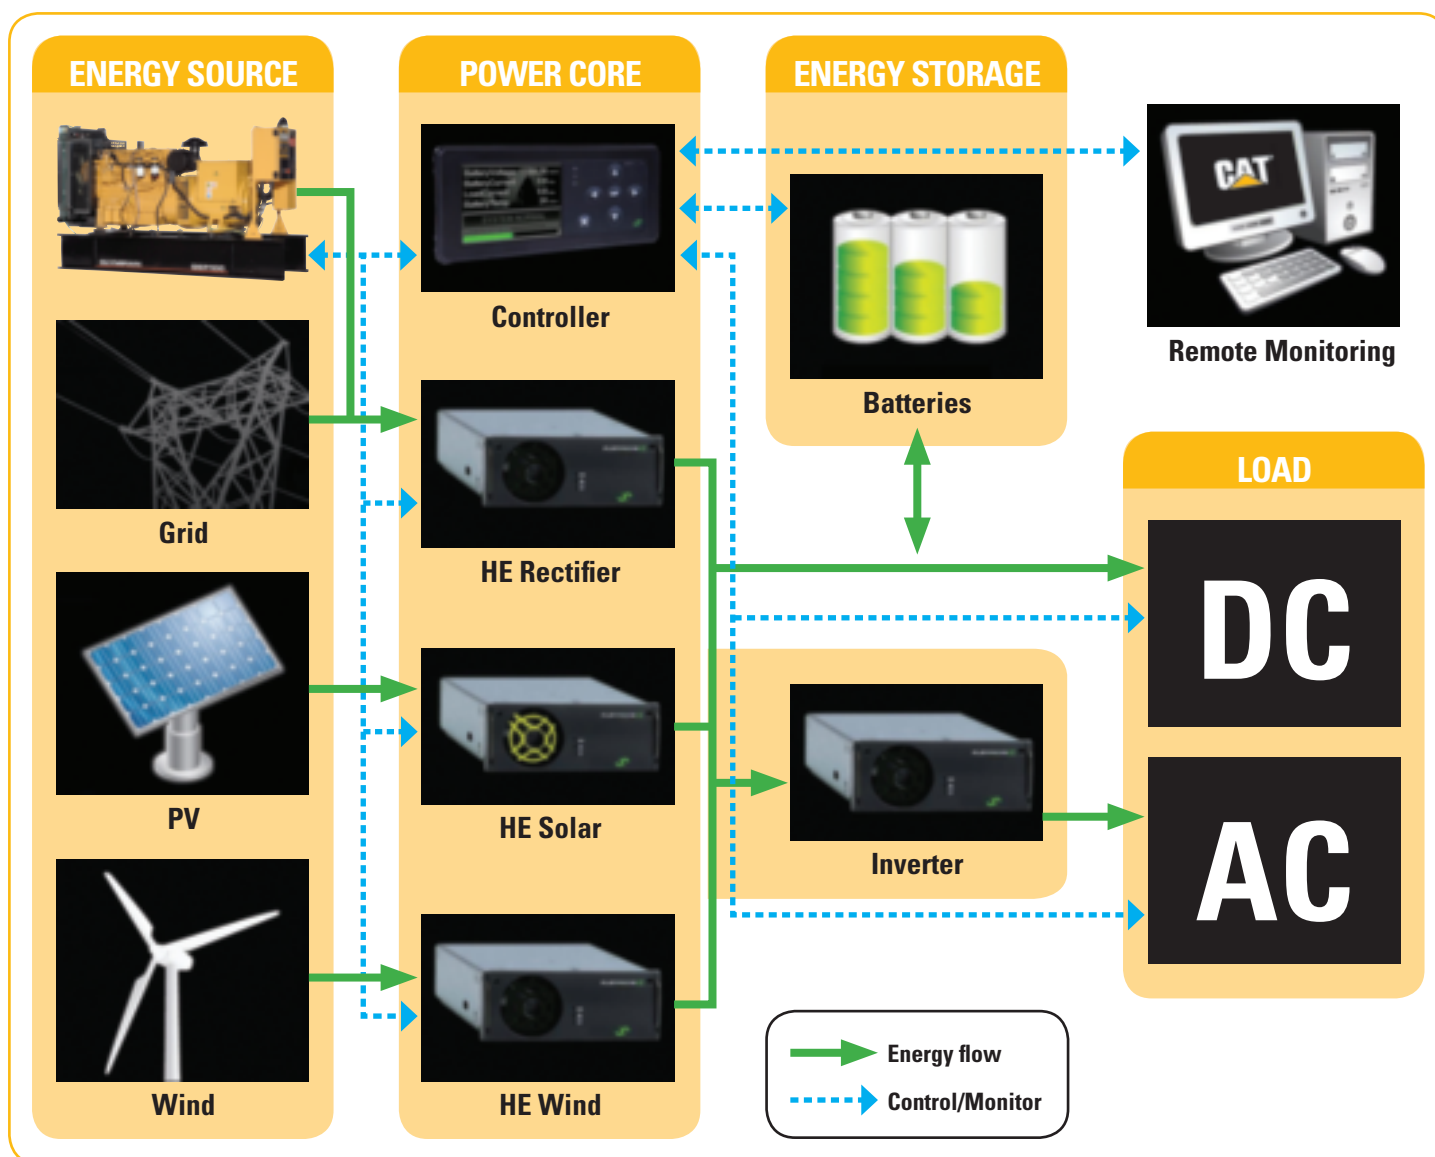 ENERGY SOURCE
POWER CORE
ENERGY STORAGE
CAT
Controller
Remote Monitoring
Batteries
LOAD
Grid
HE Rectifier
DC
PV
HE Solar
Inverter
AC
Wind
HE Wind
Energy flow
Control/Monitor